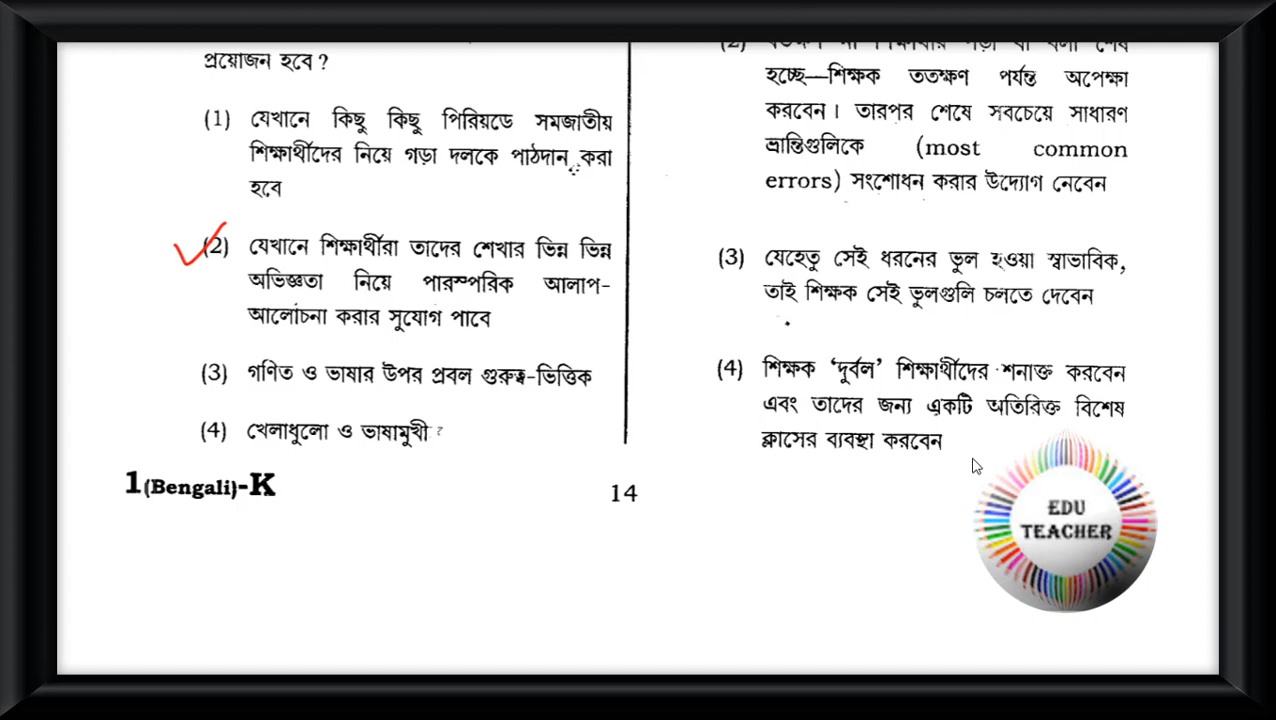 প্রয়োজন হবে?
(1) যেখানে কিছু কিছু পিরিয়ডে সমজাতীয়
শিক্ষার্থীদের নিয়ে গড়া দলকে পাঠদান করা
হবে
(2) যেখানে শিক্ষার্থীরা তাদের শেখার ভিন্ন ভিন্ন
অভিজ্ঞতা নিয়ে পারস্পরিক আলাপ-
আলোচনা করার সুযোগ পাবে
(3) গণিত ও ভাষার উপর প্রবল গুরুত্ব-ভিত্তিক
(4) খেলাধুলো ও ভাষামুখী
হচ্ছে—শিক্ষক ততক্ষণ পর্যন্ত অপেক্ষা
করবেন। তারপর শেষে সবচেয়ে সাধারণ
ভ্রান্তিগুলিকে (most common
errors) সংশোধন করার উদ্যোগ নেবেন
(3) যেহেতু সেই ধরনের ভুল হওয়া স্বাভাবিক,
তাই শিক্ষক সেই ভুলগুলি চলতে দেবেন
(4) শিক্ষক ‘দুর্বল’ শিক্ষার্থীদের শনাক্ত করবেন
এবং তাদের জন্য একটি অতিরিক্ত বিশেষ
ক্লাসের ব্যবস্থা করবেন
1(Bengali)-K
14
EDU
TEACHER